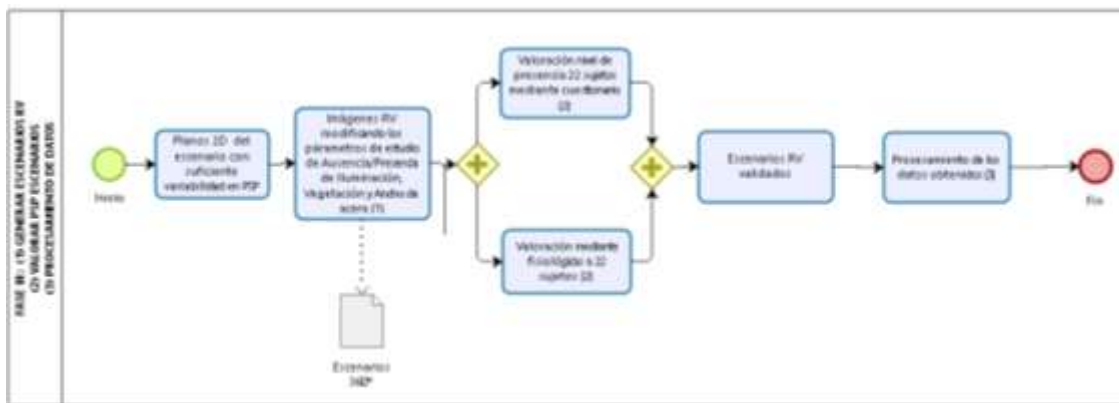 FASE III: (1) GENERAR ESCENARIOS RV
(2) VALORAR PSP ESCENARIOS
(3) PROCESAMIENTO DE DATOS
Inicio
Planos 2D del
escenario con
suficiente
variabilidad en PSP
Imágenes RV
modificando los
parametros de estudio
de Ausencia/Presencia
de Iluminación,
Vegetación y Ancho de
acera (1)
Escenarios
360º
Valoración nivel de
presencia 22 sujetos
mediante cuestionario
(2)
Valoración mediante
fisiológido a 22
sujetos (2)
Escenarios RV
validados
Procesamiento de los
datos obtenidos (3)
Fin